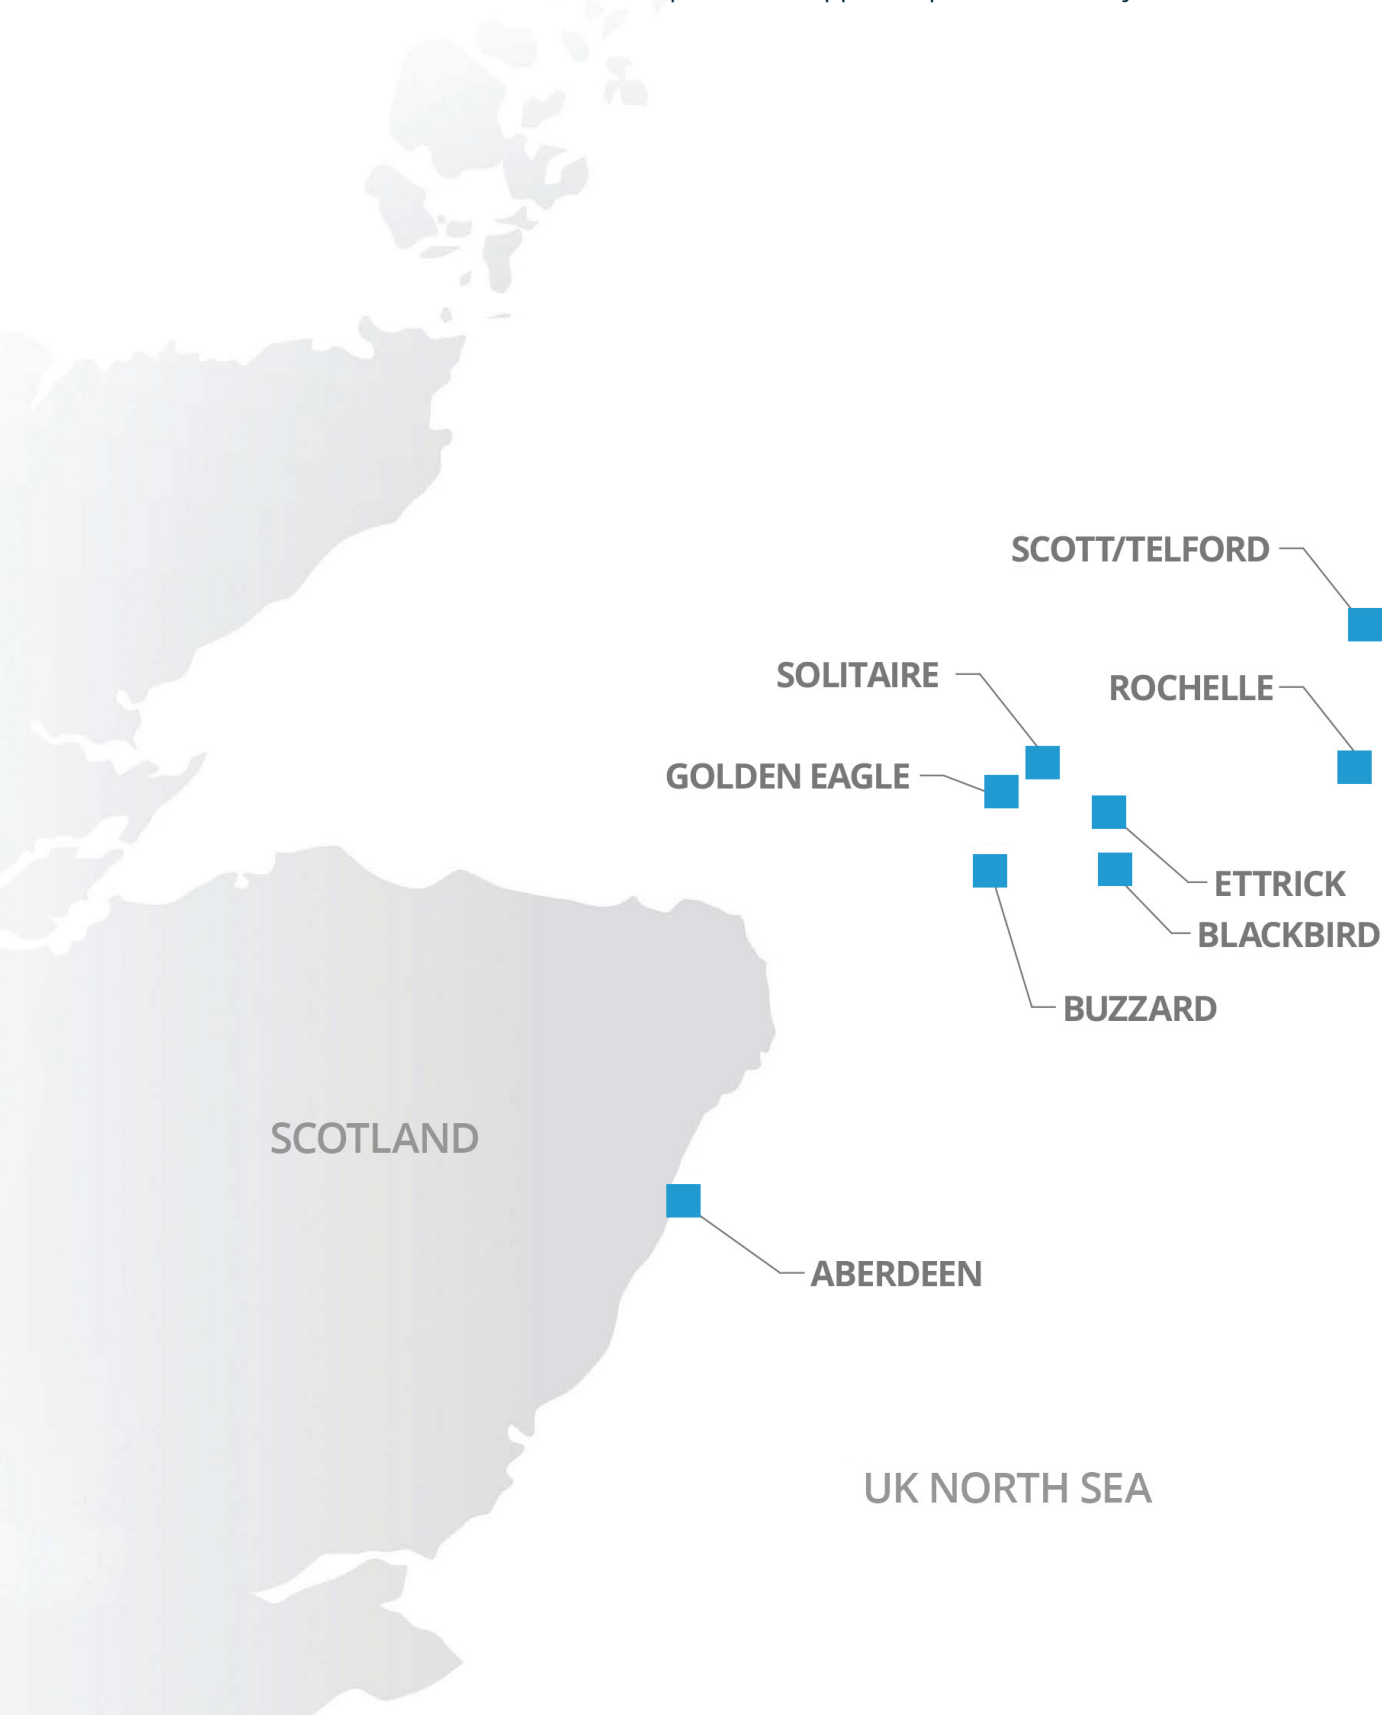 SCOTT/TELFORD
SOLITAIRE
ROCHELLE
GOLDEN EAGLE
ETTRICK
BLACKBIRD
BUZZARD
SCOTLAND
ABERDEEN
UK NORTH SEA